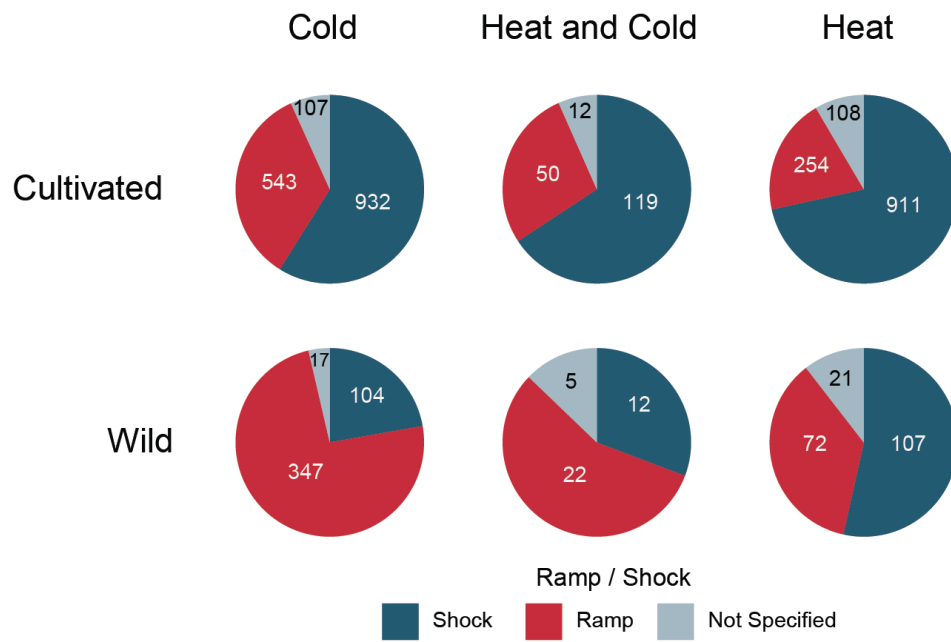 Cold Heat and Cold Heat
Cultivated
107 543 932
12 50 119
108 254 911
Wild
17 104 347
5 12 22
21 72 107
Ramp / Shock
Shock Ramp Not Specified